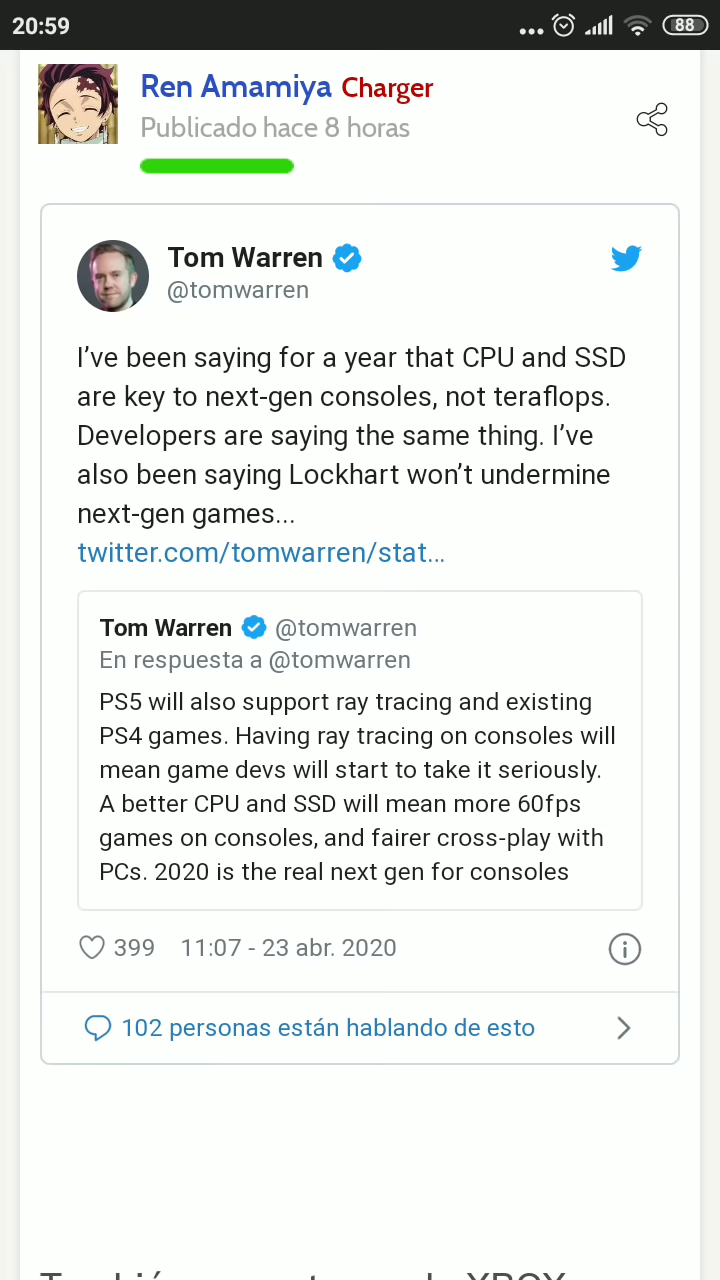 20:59
88
Ren Amamiya Charger
Publicado hace 8 horas
Tom Warren
@tomwarren
I’ve been saying for a year that CPU and SSD
are key to next-gen consoles, not teraflops.
Developers are saying the same thing. I’ve
also been saying Lockhart won’t undermine
next-gen games...
twitter.com/tomwarren/stat…
Tom Warren @tomwarren
En respuesta a @tomwarren
PS5 will also support ray tracing and existing
PS4 games. Having ray tracing on consoles will
mean game devs will start to take it seriously.
A better CPU and SSD will mean more 60fps
games on consoles, and fairer cross-play with
PCs. 2020 is the real next gen for consoles
399 11:07 - 23 abr. 2020
102 personas están hablando de esto